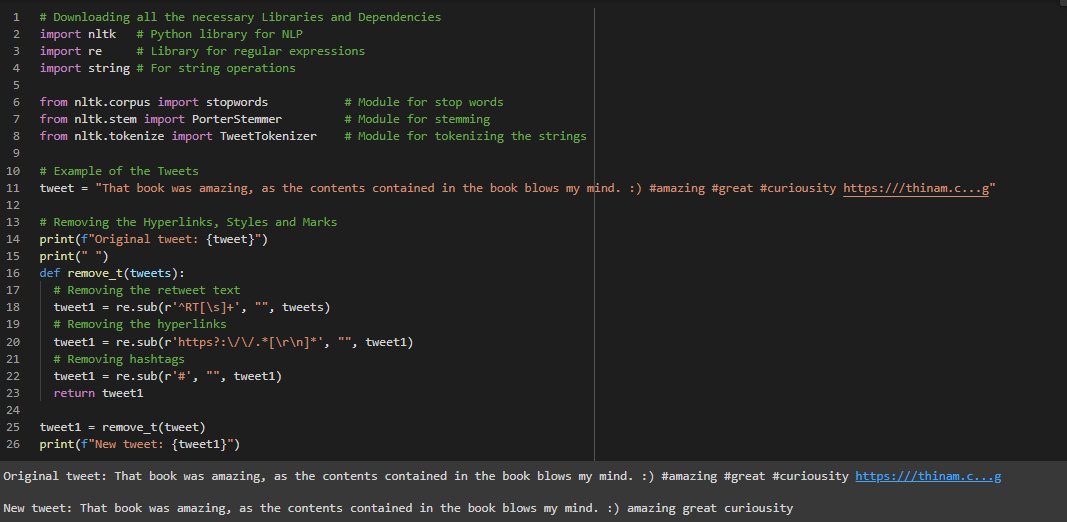 1 # Downloading all the necessary Libraries and Dependencies
2 import nltk # Python library for NLP
3 import re # Library for regular expressions
4 import string # For string operations
5
6 from nltk.corpus import stopwords # Module for stop words
7 from nltk.stem import PorterStemmer # Module for stemming
8 from nltk.tokenize import TweetTokenizer # Module for tokenizing the strings
9
10 # Example of the Tweets
11 tweet = "That book was amazing, as the contents contained in the book blows my mind. :) #amazing #great #curiousity https:///thinam.c...g"
12
13 # Removing the Hyperlinks, Styles and Marks
14 print(f"Original tweet: {tweet}")
15 print(" ")
16 def remove_t(tweets):
17 # Removing the retweet text
18 tweet1 = re.sub(r'^RT[\s]+', "", tweets)
19 # Removing the hyperlinks
20 tweet1 = re.sub(r'https?:\/\/.*[\r\n]*', "", tweet1)
21 # Removing hashtags
22 tweet1 = re.sub(r'#', "", tweet1)
23 return tweet1
24
25 tweet1 = remove_t(tweet)
26 print(f"New tweet: {tweet1}")
Original tweet: That book was amazing, as the contents contained in the book blows my mind. :) #amazing #great #curiousity https:///thinam.c...g
New tweet: That book was amazing, as the contents contained in the book blows my mind. :) amazing great curiousity